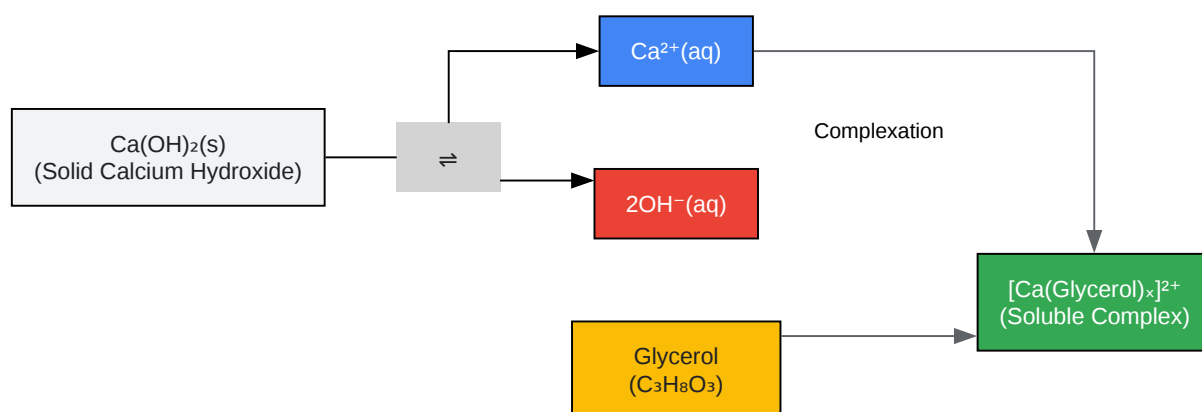 Ca²⁺(aq)
Complexation
Ca(OH)₂(s)
(Solid Calcium Hydroxide)
⇌
2OH⁻(aq)
[Ca(Glycerol)ₓ]²⁺
(Soluble Complex)
Glycerol
(C₃H₈O₃)